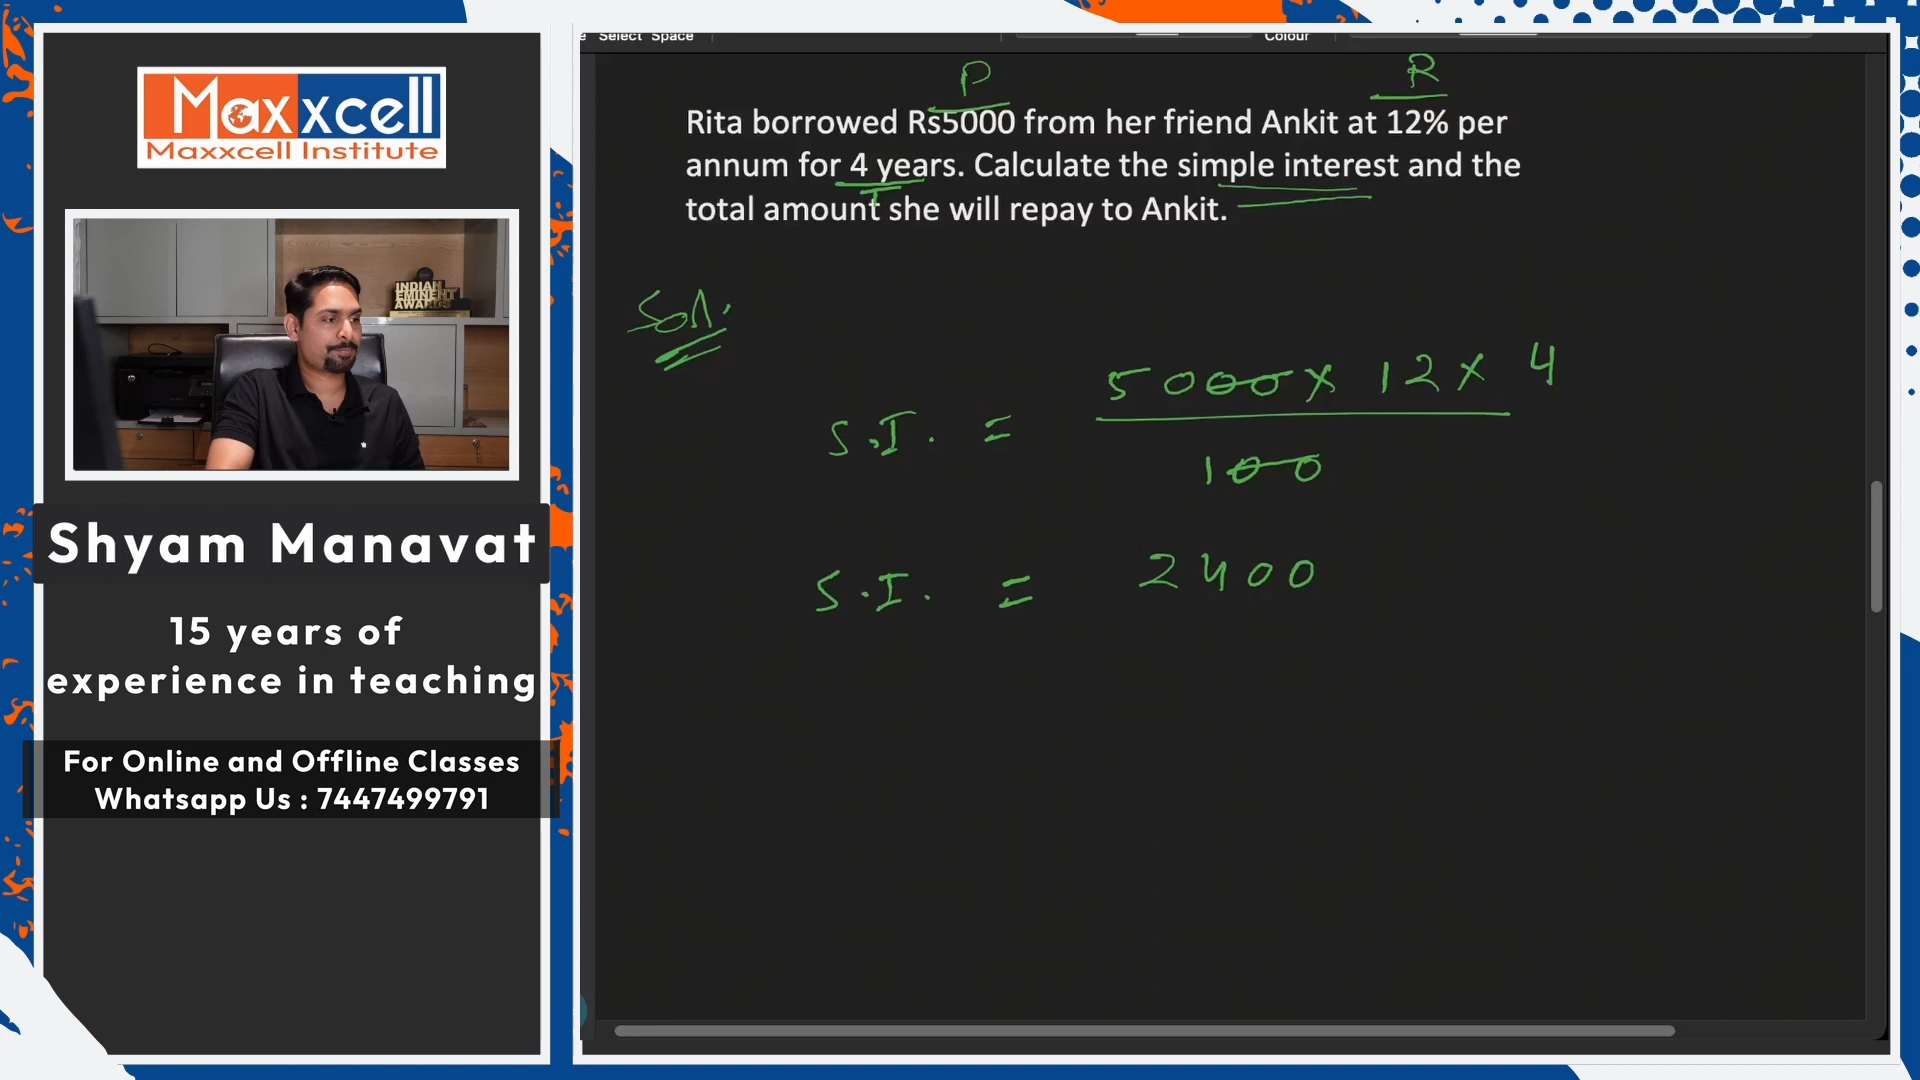 Maxxcell
Maxxcell Institute
INDIAN
EMINENT
AWARDS
Shyam Manavat
15 years of
experience in teaching
For Online and Offline Classes
Whatsapp Us : 7447499791
Select Space
Colour
P
R
Rita borrowed Rs5000 from her friend Ankit at 12% per
annum for 4 years. Calculate the simple interest and the
T
total amount she will repay to Ankit.
Soln.
S.I. = 5000 x 12 x 4
100
S.I. = 2400